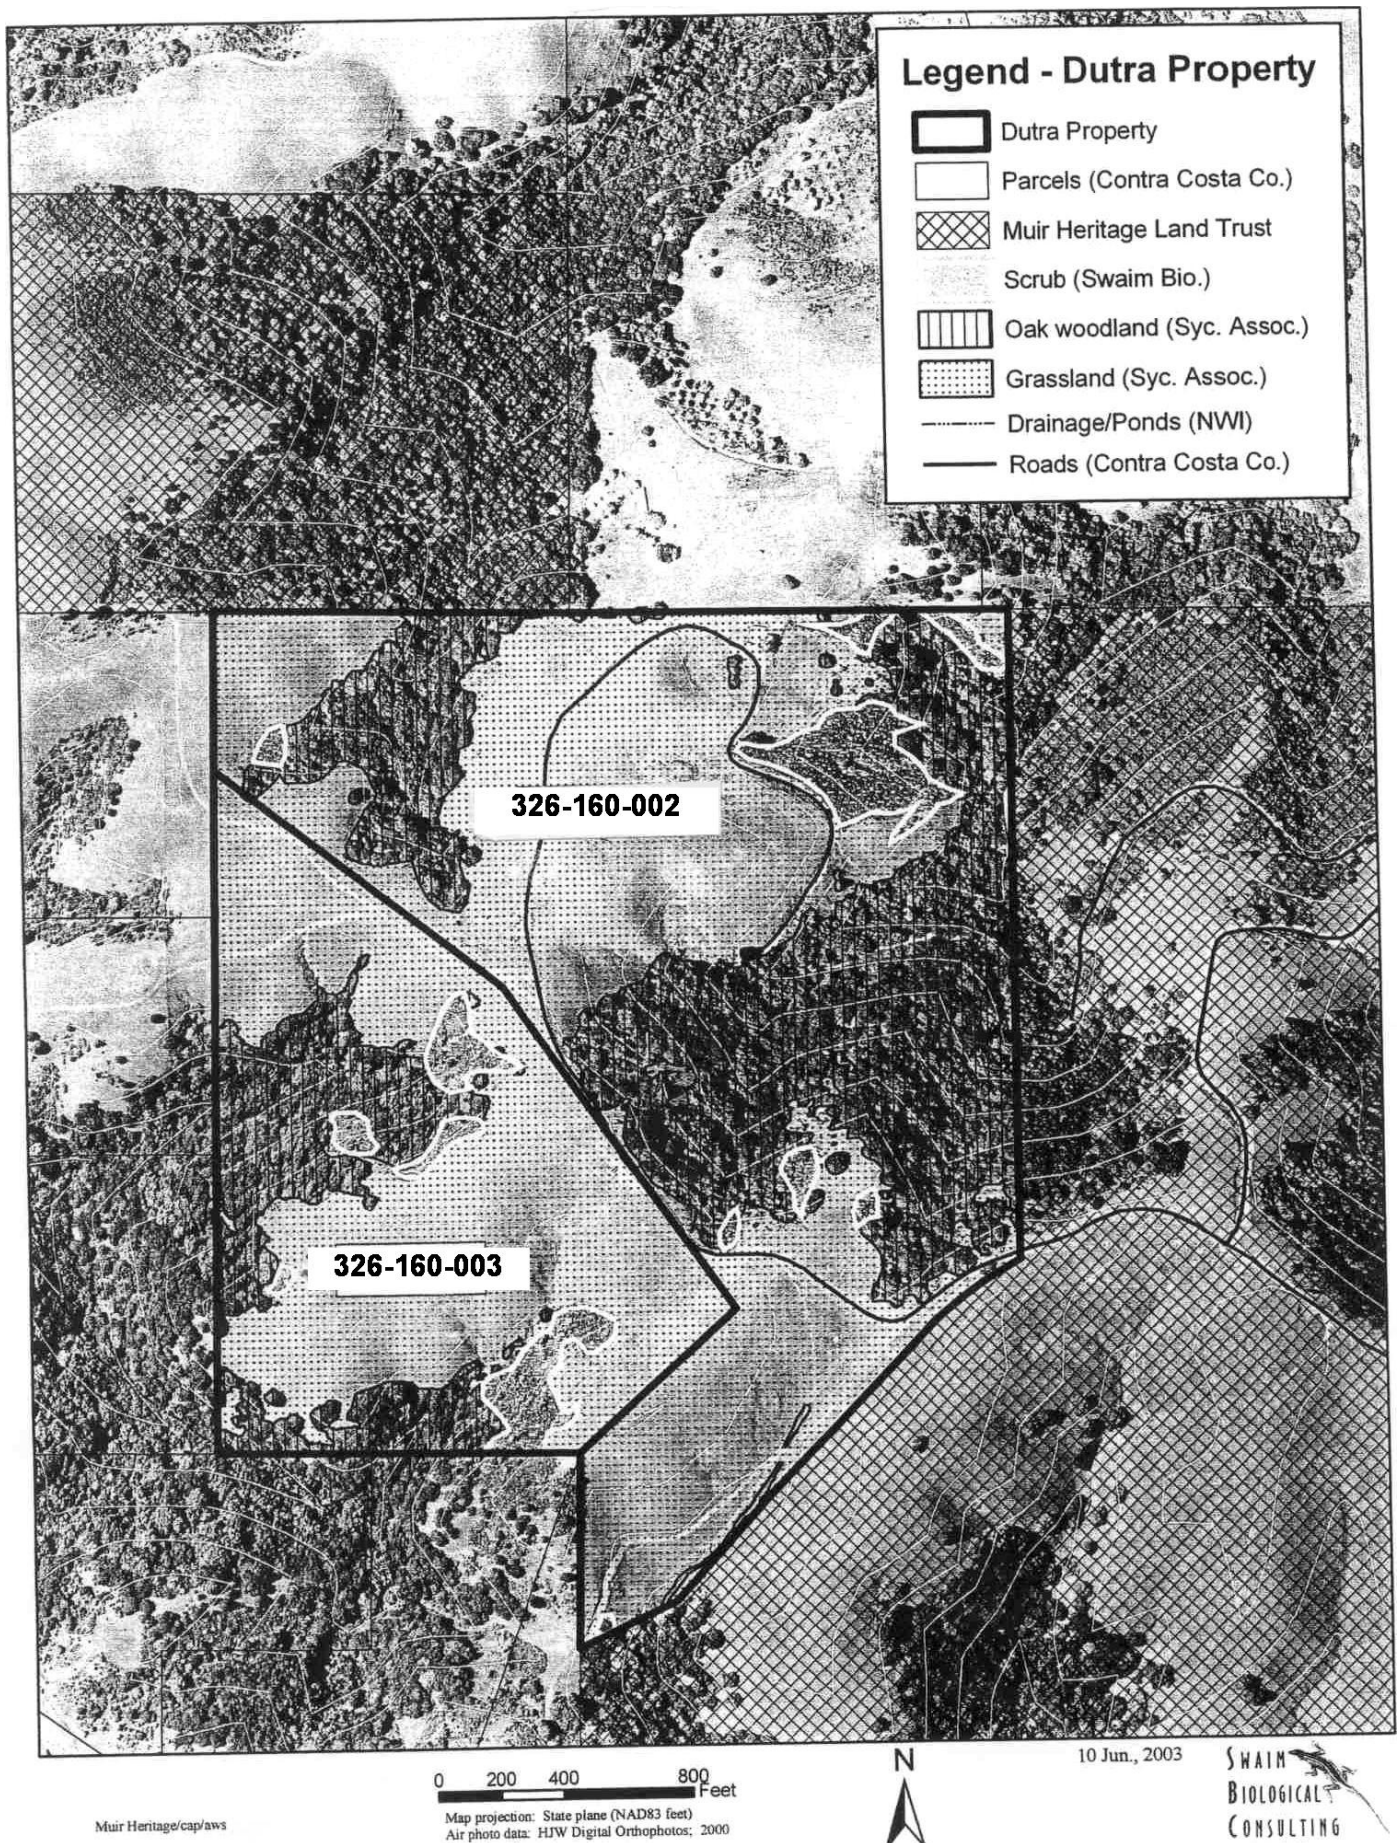 Legend - Dutra Property
Dutra Property
Parcels (Contra Costa Co.)
Muir Heritage Land Trust
Scrub (Swaim Bio.)
Oak woodland (Syc. Assoc.)
Grassland (Syc. Assoc.)
Drainage/Ponds (NWI)
Roads (Contra Costa Co.)
326-160-002
326-160-003
0 200 400 800
Feet
Map projection: State plane (NAD83 feet)
Air photo data: HJW Digital Orthophotos; 2000
Muir Heritage/cap/aws
N
10 Jun., 2003
SWAIM
BIOLOGICAL
CONSULTING